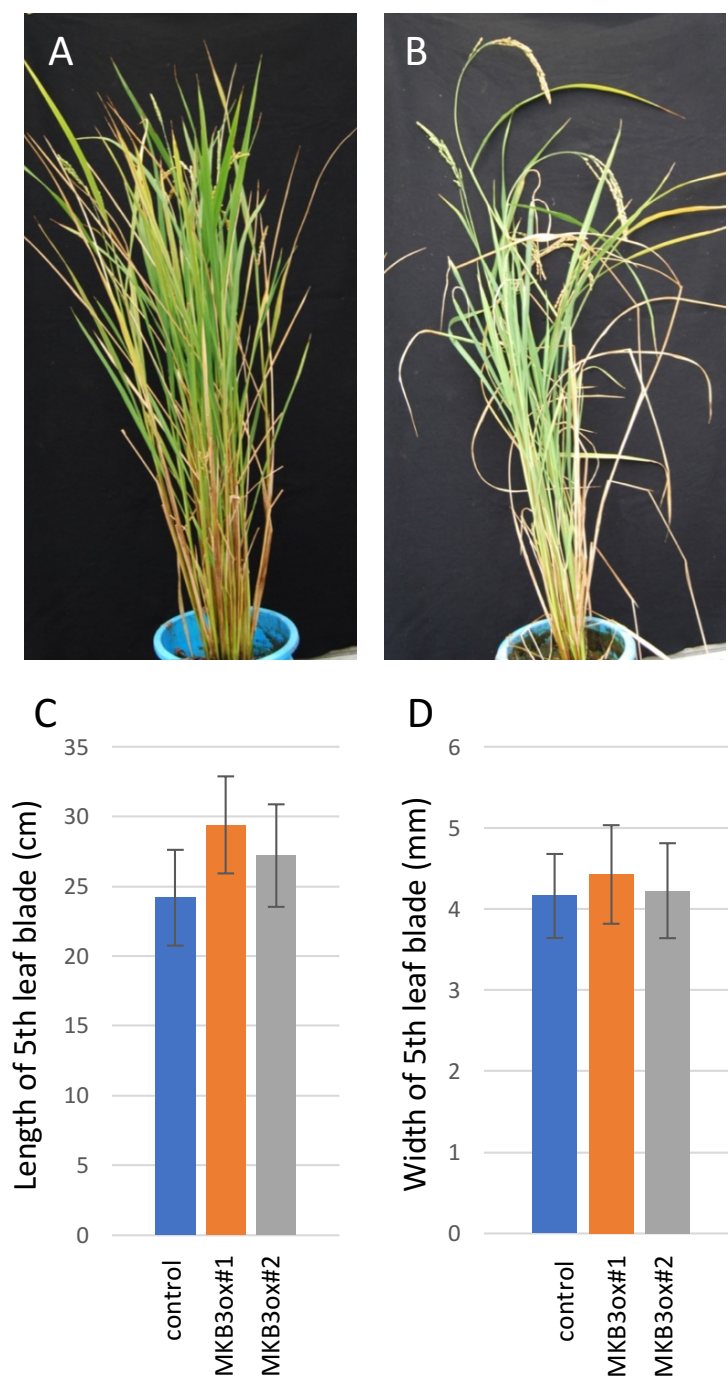 A
B
C
Length of 5th leaf blade (cm)
35
30
25
20
15
10
5
0
control
MKB3ox#1
MKB3ox#2
D
Width of 5th leaf blade (mm)
6
5
4
3
2
1
0
control
MKB3ox#1
MKB3ox#2